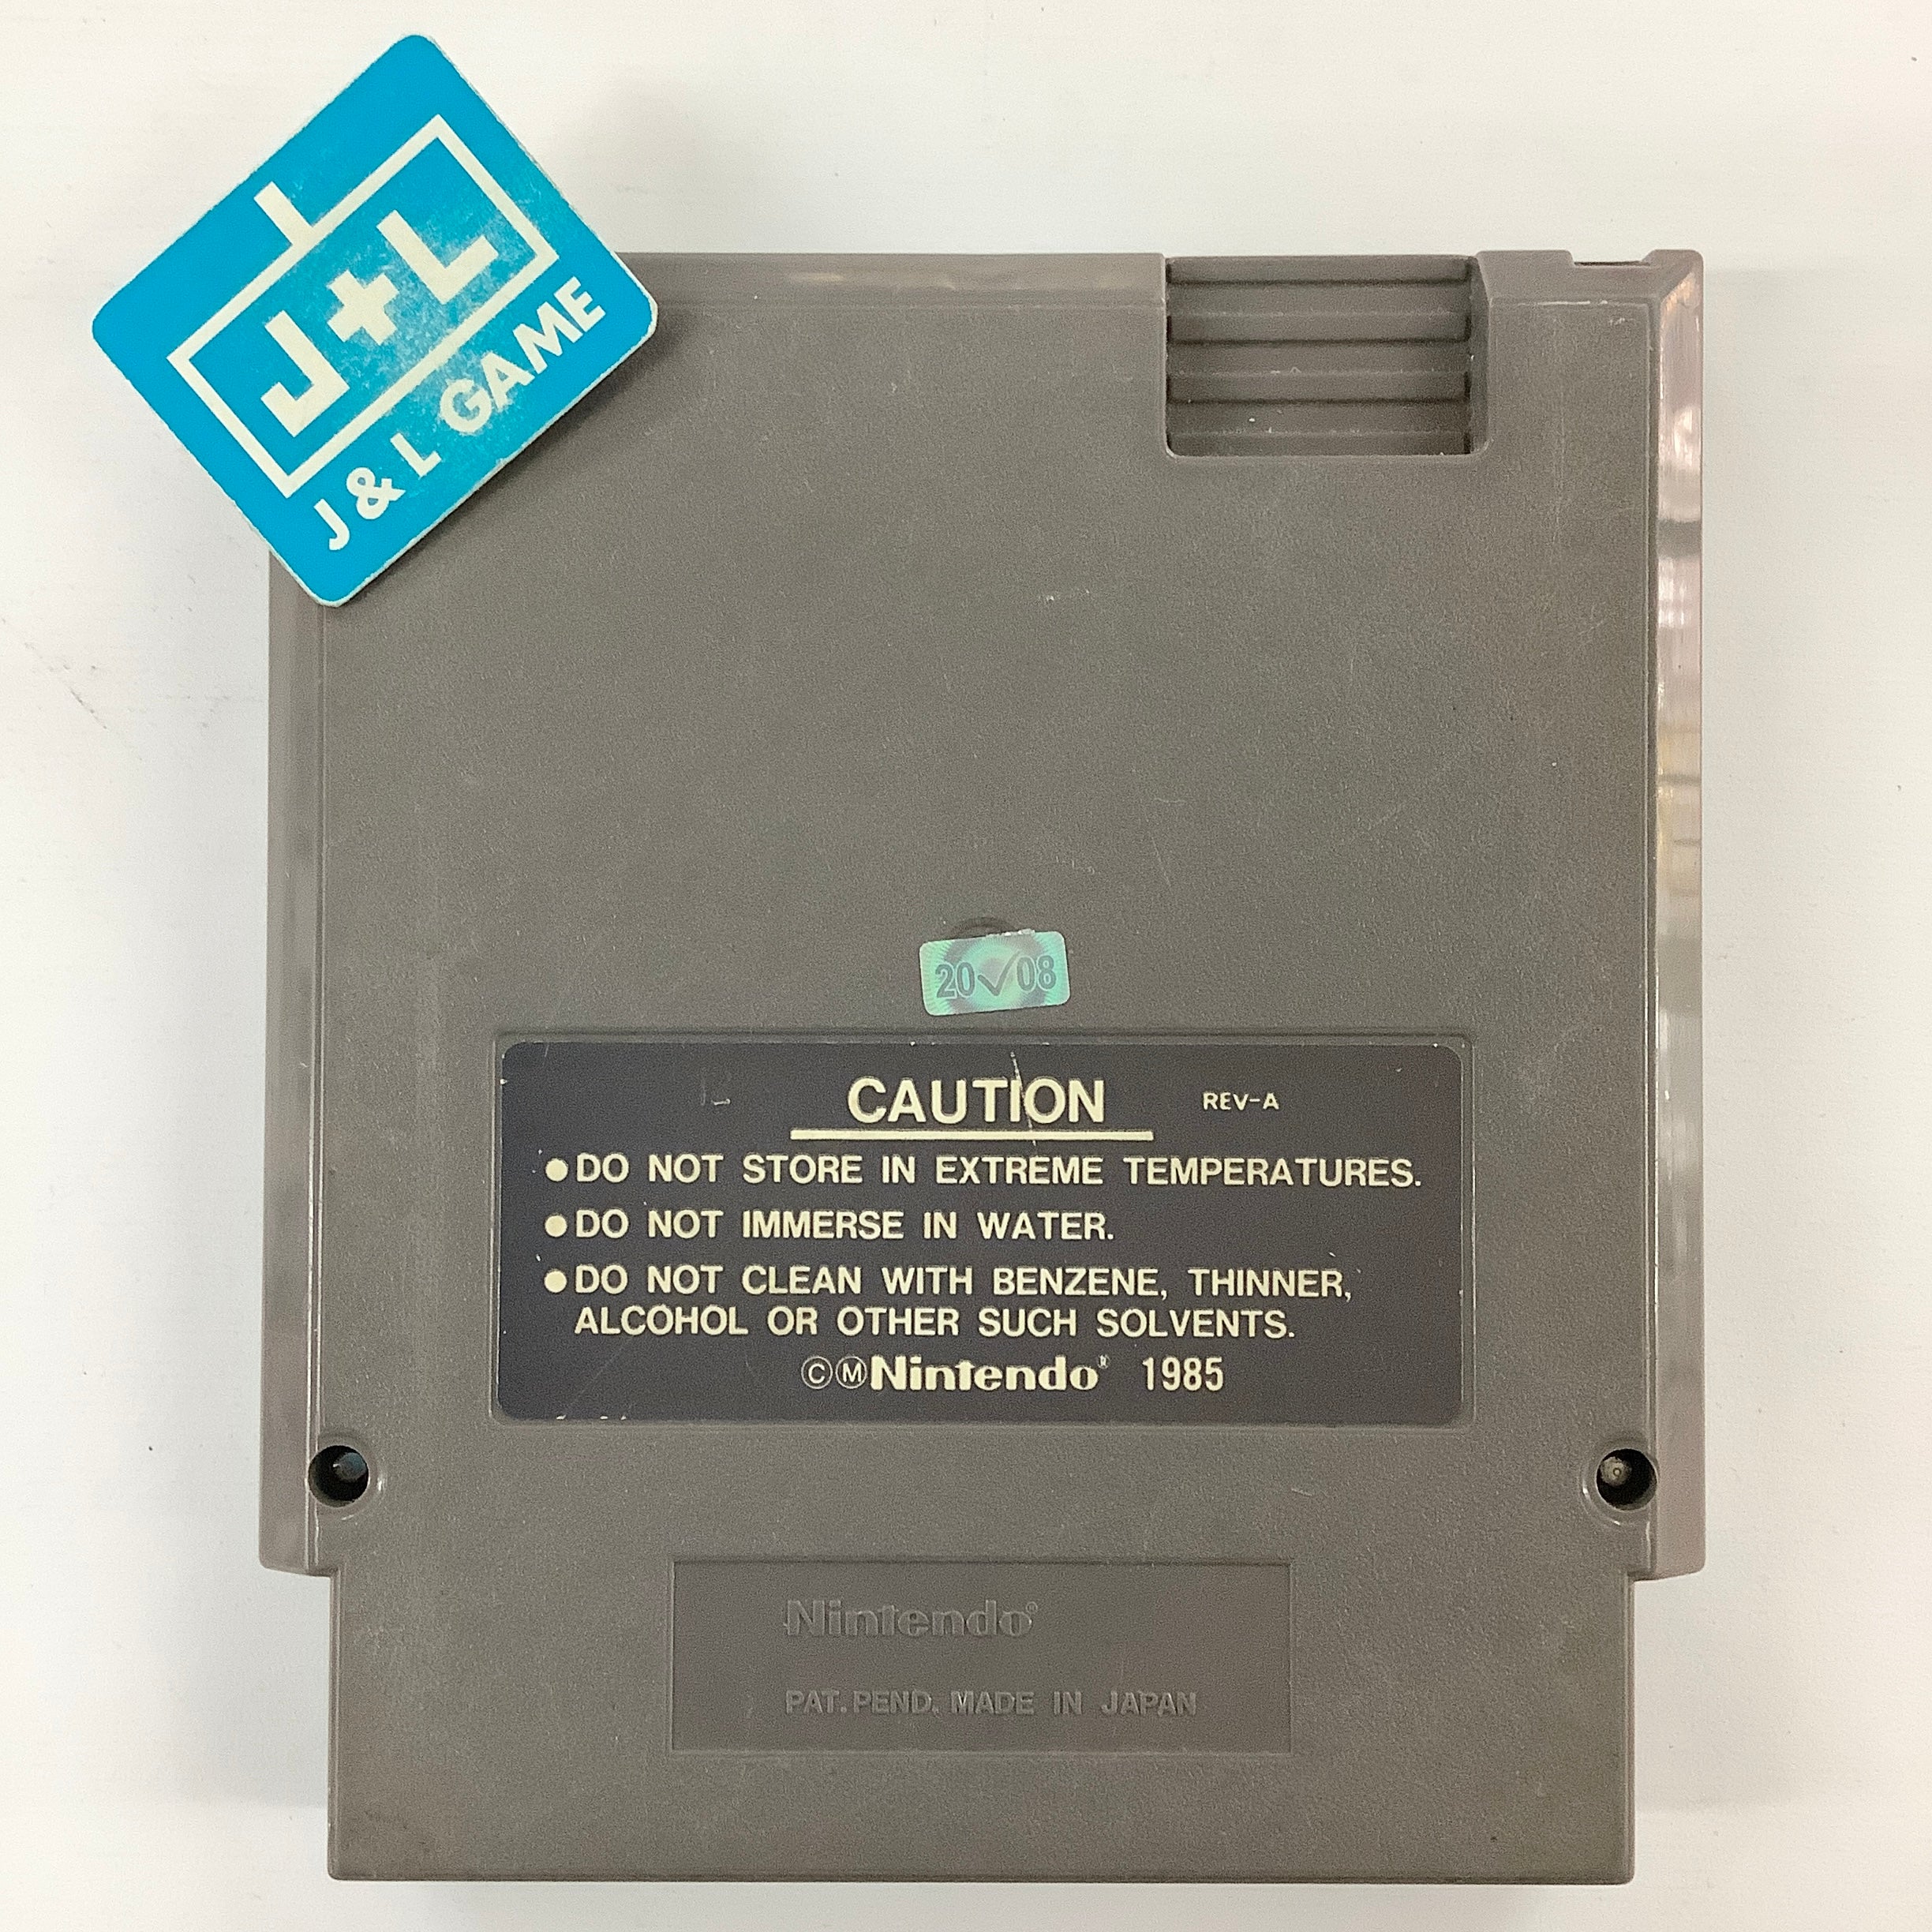 J+L
J & L GAME
20✓08
CAUTION REV-A
●DO NOT STORE IN EXTREME TEMPERATURES.
●DO NOT IMMERSE IN WATER.
●DO NOT CLEAN WITH BENZENE, THINNER,
ALCOHOL OR OTHER SUCH SOLVENTS.
©ⓂNintendo® 1985
Nintendo®
PAT. PEND. MADE IN JAPAN